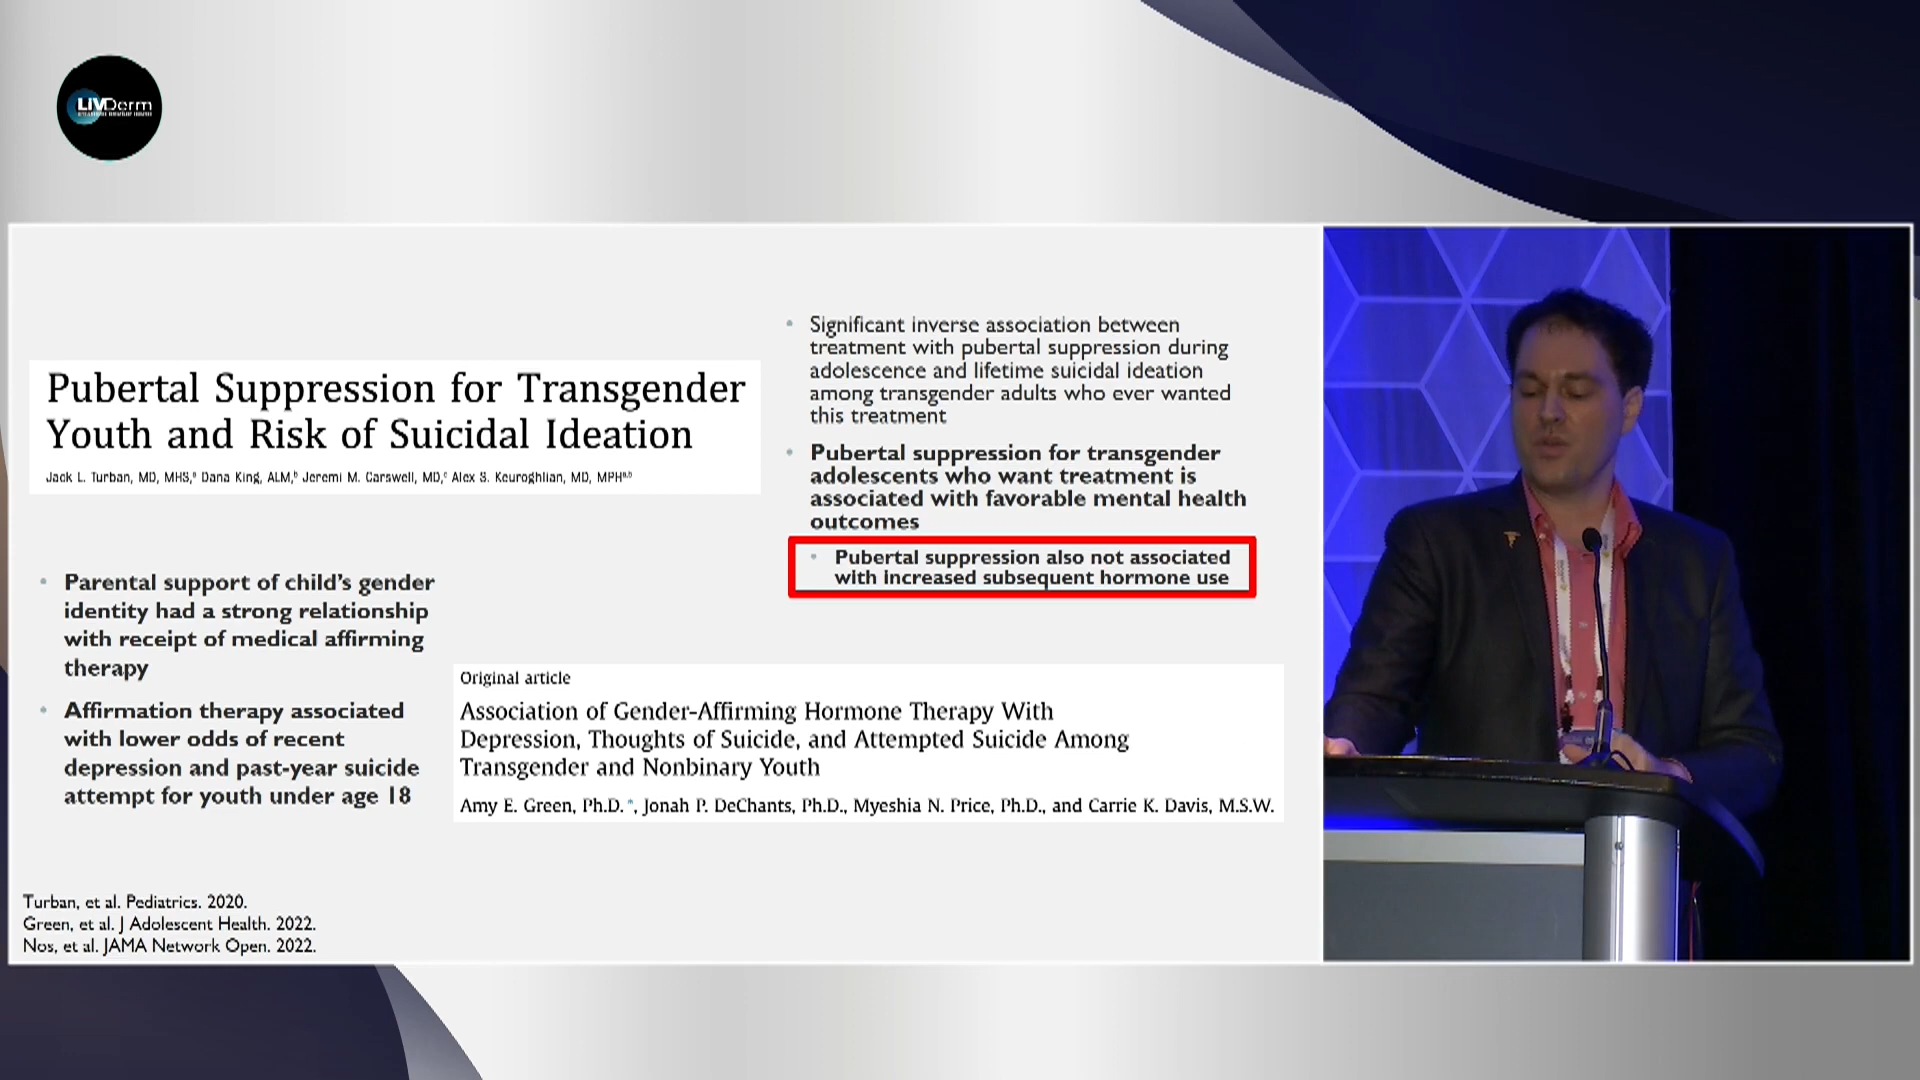 LIVDerm
Pubertal Suppression for Transgender
Youth and Risk of Suicidal Ideation
Jack L. Turban, MD, MHS,ᵃ Dana King, ALM,ᵇ Jeremi M. Carswell, MD,ᶜ Alex S. Keuroghlian, MD, MPHᵃ,ᵇ
• Significant inverse association between
treatment with pubertal suppression during
adolescence and lifetime suicidal ideation
among transgender adults who ever wanted
this treatment
• Pubertal suppression for transgender
adolescents who want treatment is
associated with favorable mental health
outcomes
• Pubertal suppression also not associated
with increased subsequent hormone use
• Parental support of child's gender
identity had a strong relationship
with receipt of medical affirming
therapy
• Affirmation therapy associated
with lower odds of recent
depression and past-year suicide
attempt for youth under age 18
Original article
Association of Gender-Affirming Hormone Therapy With
Depression, Thoughts of Suicide, and Attempted Suicide Among
Transgender and Nonbinary Youth
Amy E. Green, Ph.D. *, Jonah P. DeChants, Ph.D., Myeshia N. Price, Ph.D., and Carrie K. Davis, M.S.W.
Turban, et al. Pediatrics. 2020.
Green, et al. J Adolescent Health. 2022.
Nos, et al. JAMA Network Open. 2022.